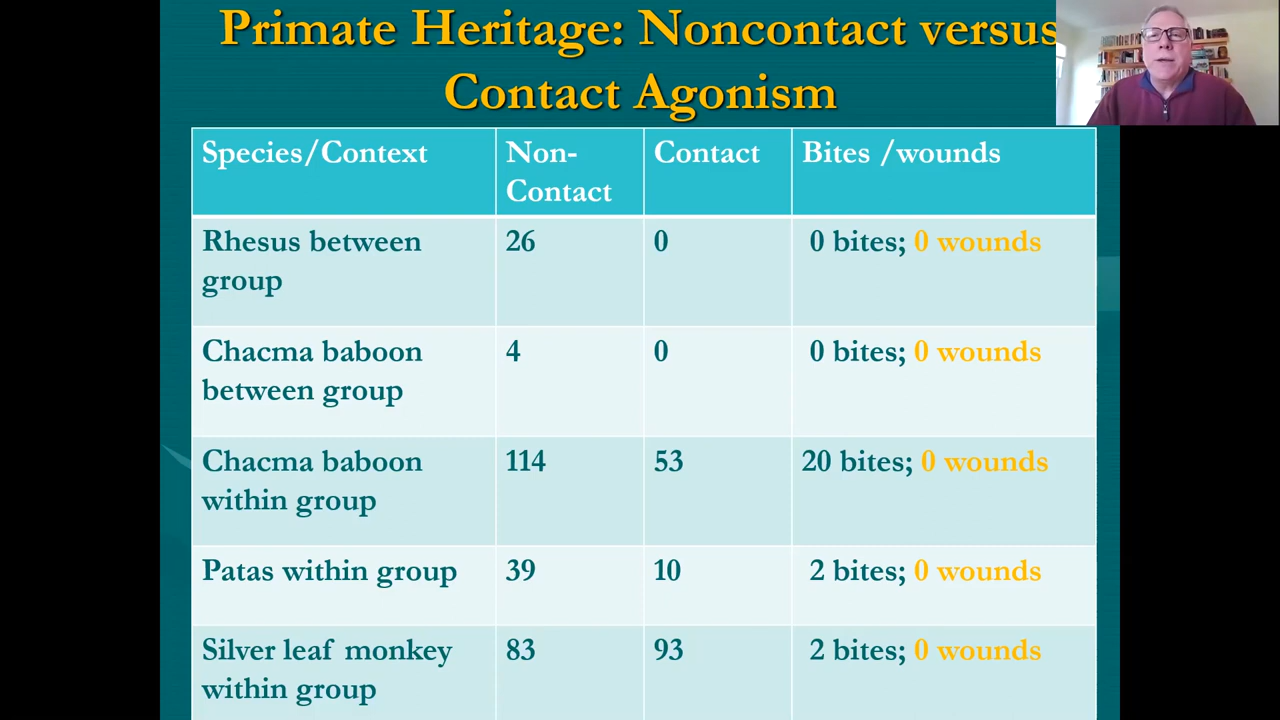 Primate Heritage: Noncontact versus
Contact Agonism
Species/Context Non-Contact Contact Bites /wounds
Rhesus between group 26 0 0 bites; 0 wounds
Chacma baboon between group 4 0 0 bites; 0 wounds
Chacma baboon within group 114 53 20 bites; 0 wounds
Patas within group 39 10 2 bites; 0 wounds
Silver leaf monkey within group 83 93 2 bites; 0 wounds